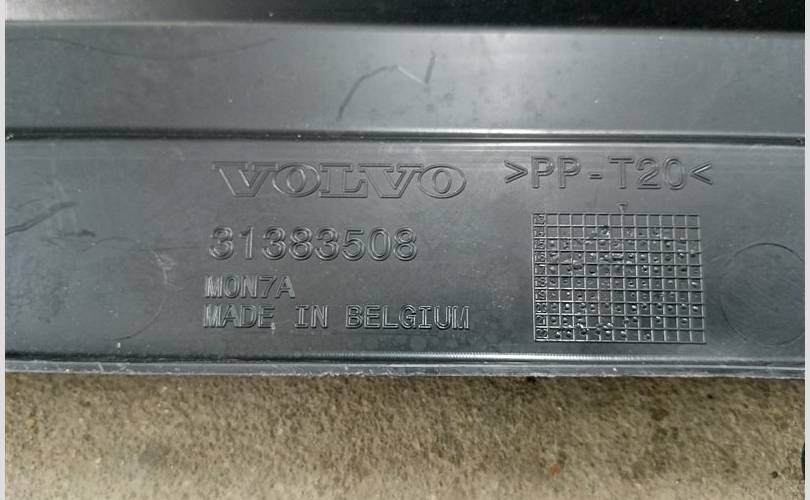 VOLVO
>PP-T20<
31383508
MON7A
MADE IN BELGIUM